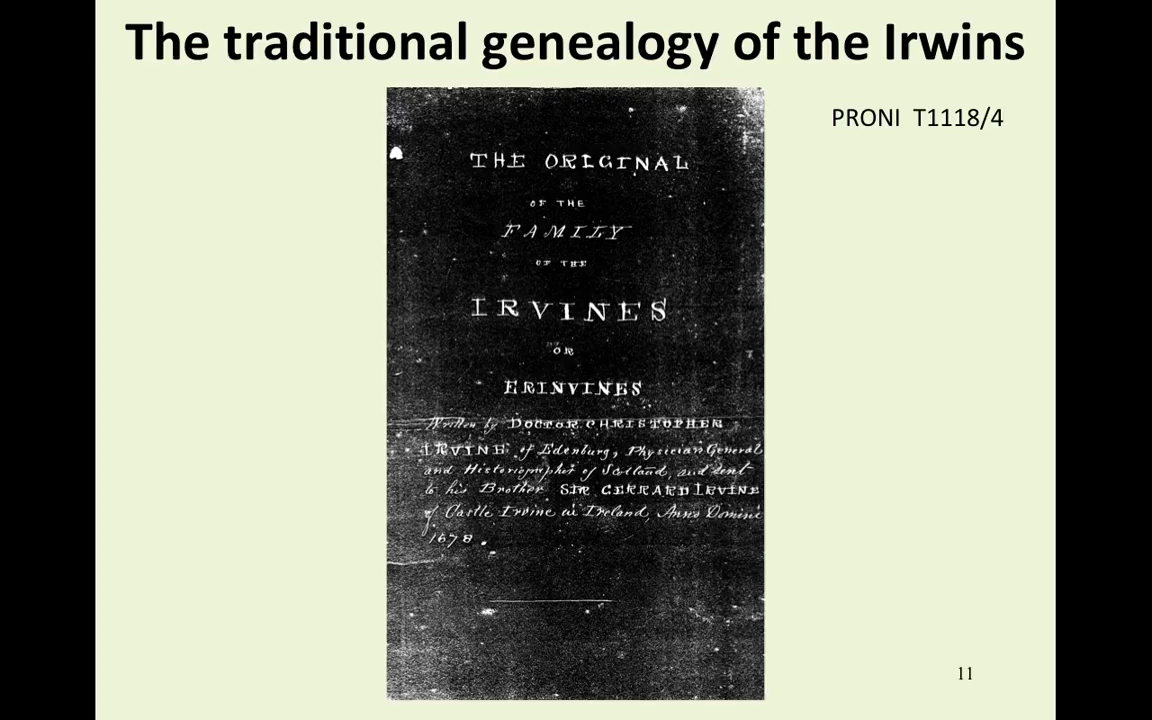 The traditional genealogy of the Irwins
PRONI T1118/4
THE ORIGINAL
OF THE
FAMILY
OF THE
IRVINES
OR
ERINVINES
Written by DOCTOR CHRISTOPHER
IRVINE of Edenburg, Physician General
and Historiographer of Scotland, and sent
to his Brother SIR GERRARD IRVINE
of Castle Irvine in Ireland, Anno Domini
1678.
11